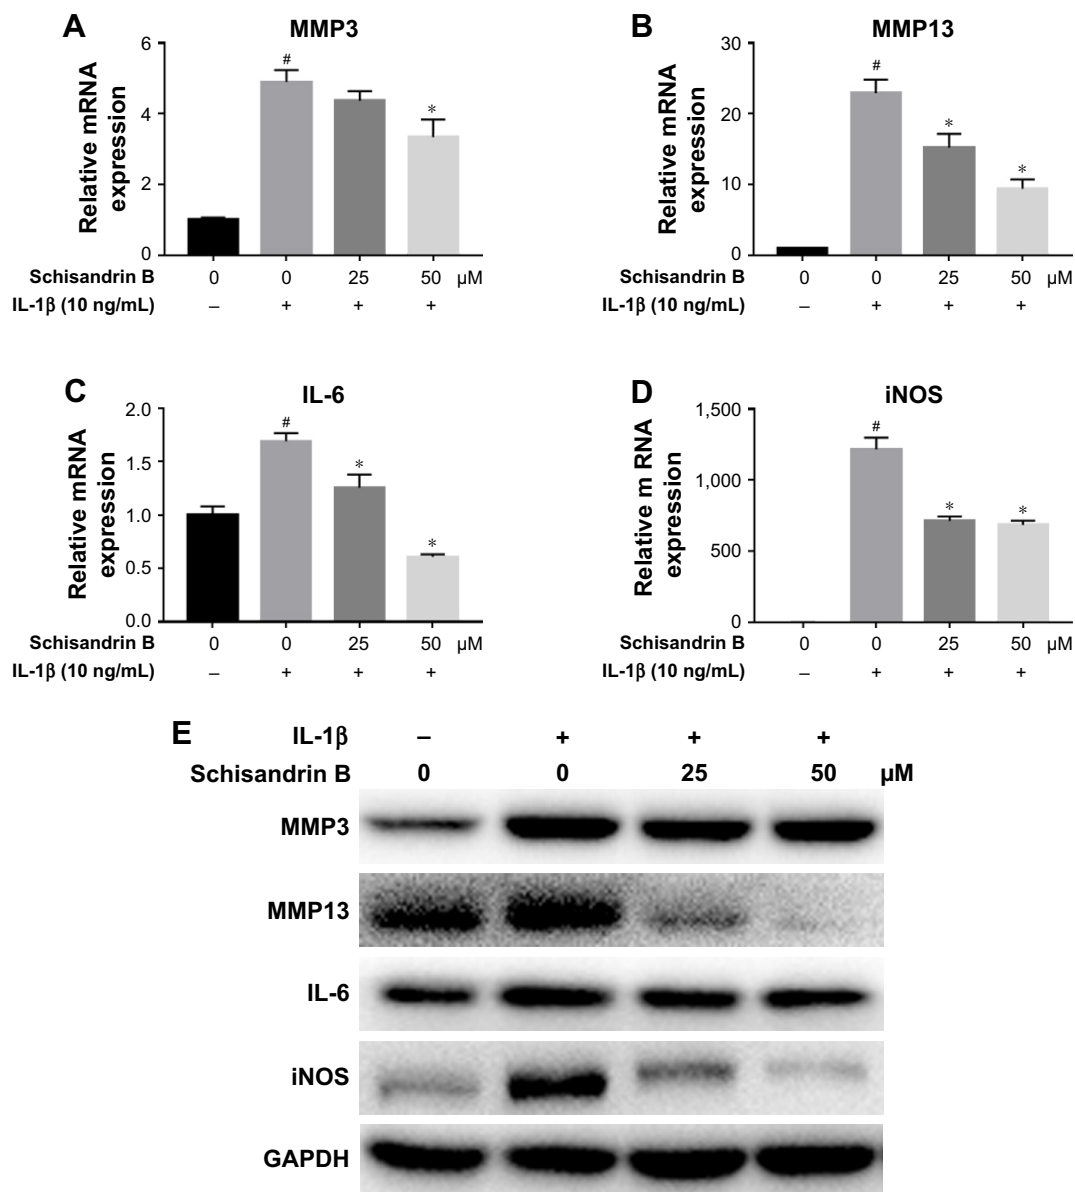 A MMP3
Relative mRNA
expression
6
4
2
0
#
*
Schisandrin B 0 0 25 50 µM
IL-1β (10 ng/mL) – + + +
B MMP13
Relative mRNA
expression
30
20
10
0
#
*
*
Schisandrin B 0 0 25 50 µM
IL-1β (10 ng/mL) – + + +
C IL-6
Relative mRNA
expression
2.0
1.5
1.0
0.5
0.0
#
*
*
Schisandrin B 0 0 25 50 µM
IL-1β (10 ng/mL) – + + +
D iNOS
Relative m RNA
expression
1,500
1,000
500
0
#
*
*
Schisandrin B 0 0 25 50 µM
IL-1β (10 ng/mL) – + + +
E IL-1β – + + +
Schisandrin B 0 0 25 50 µM
MMP3
MMP13
IL-6
iNOS
GAPDH